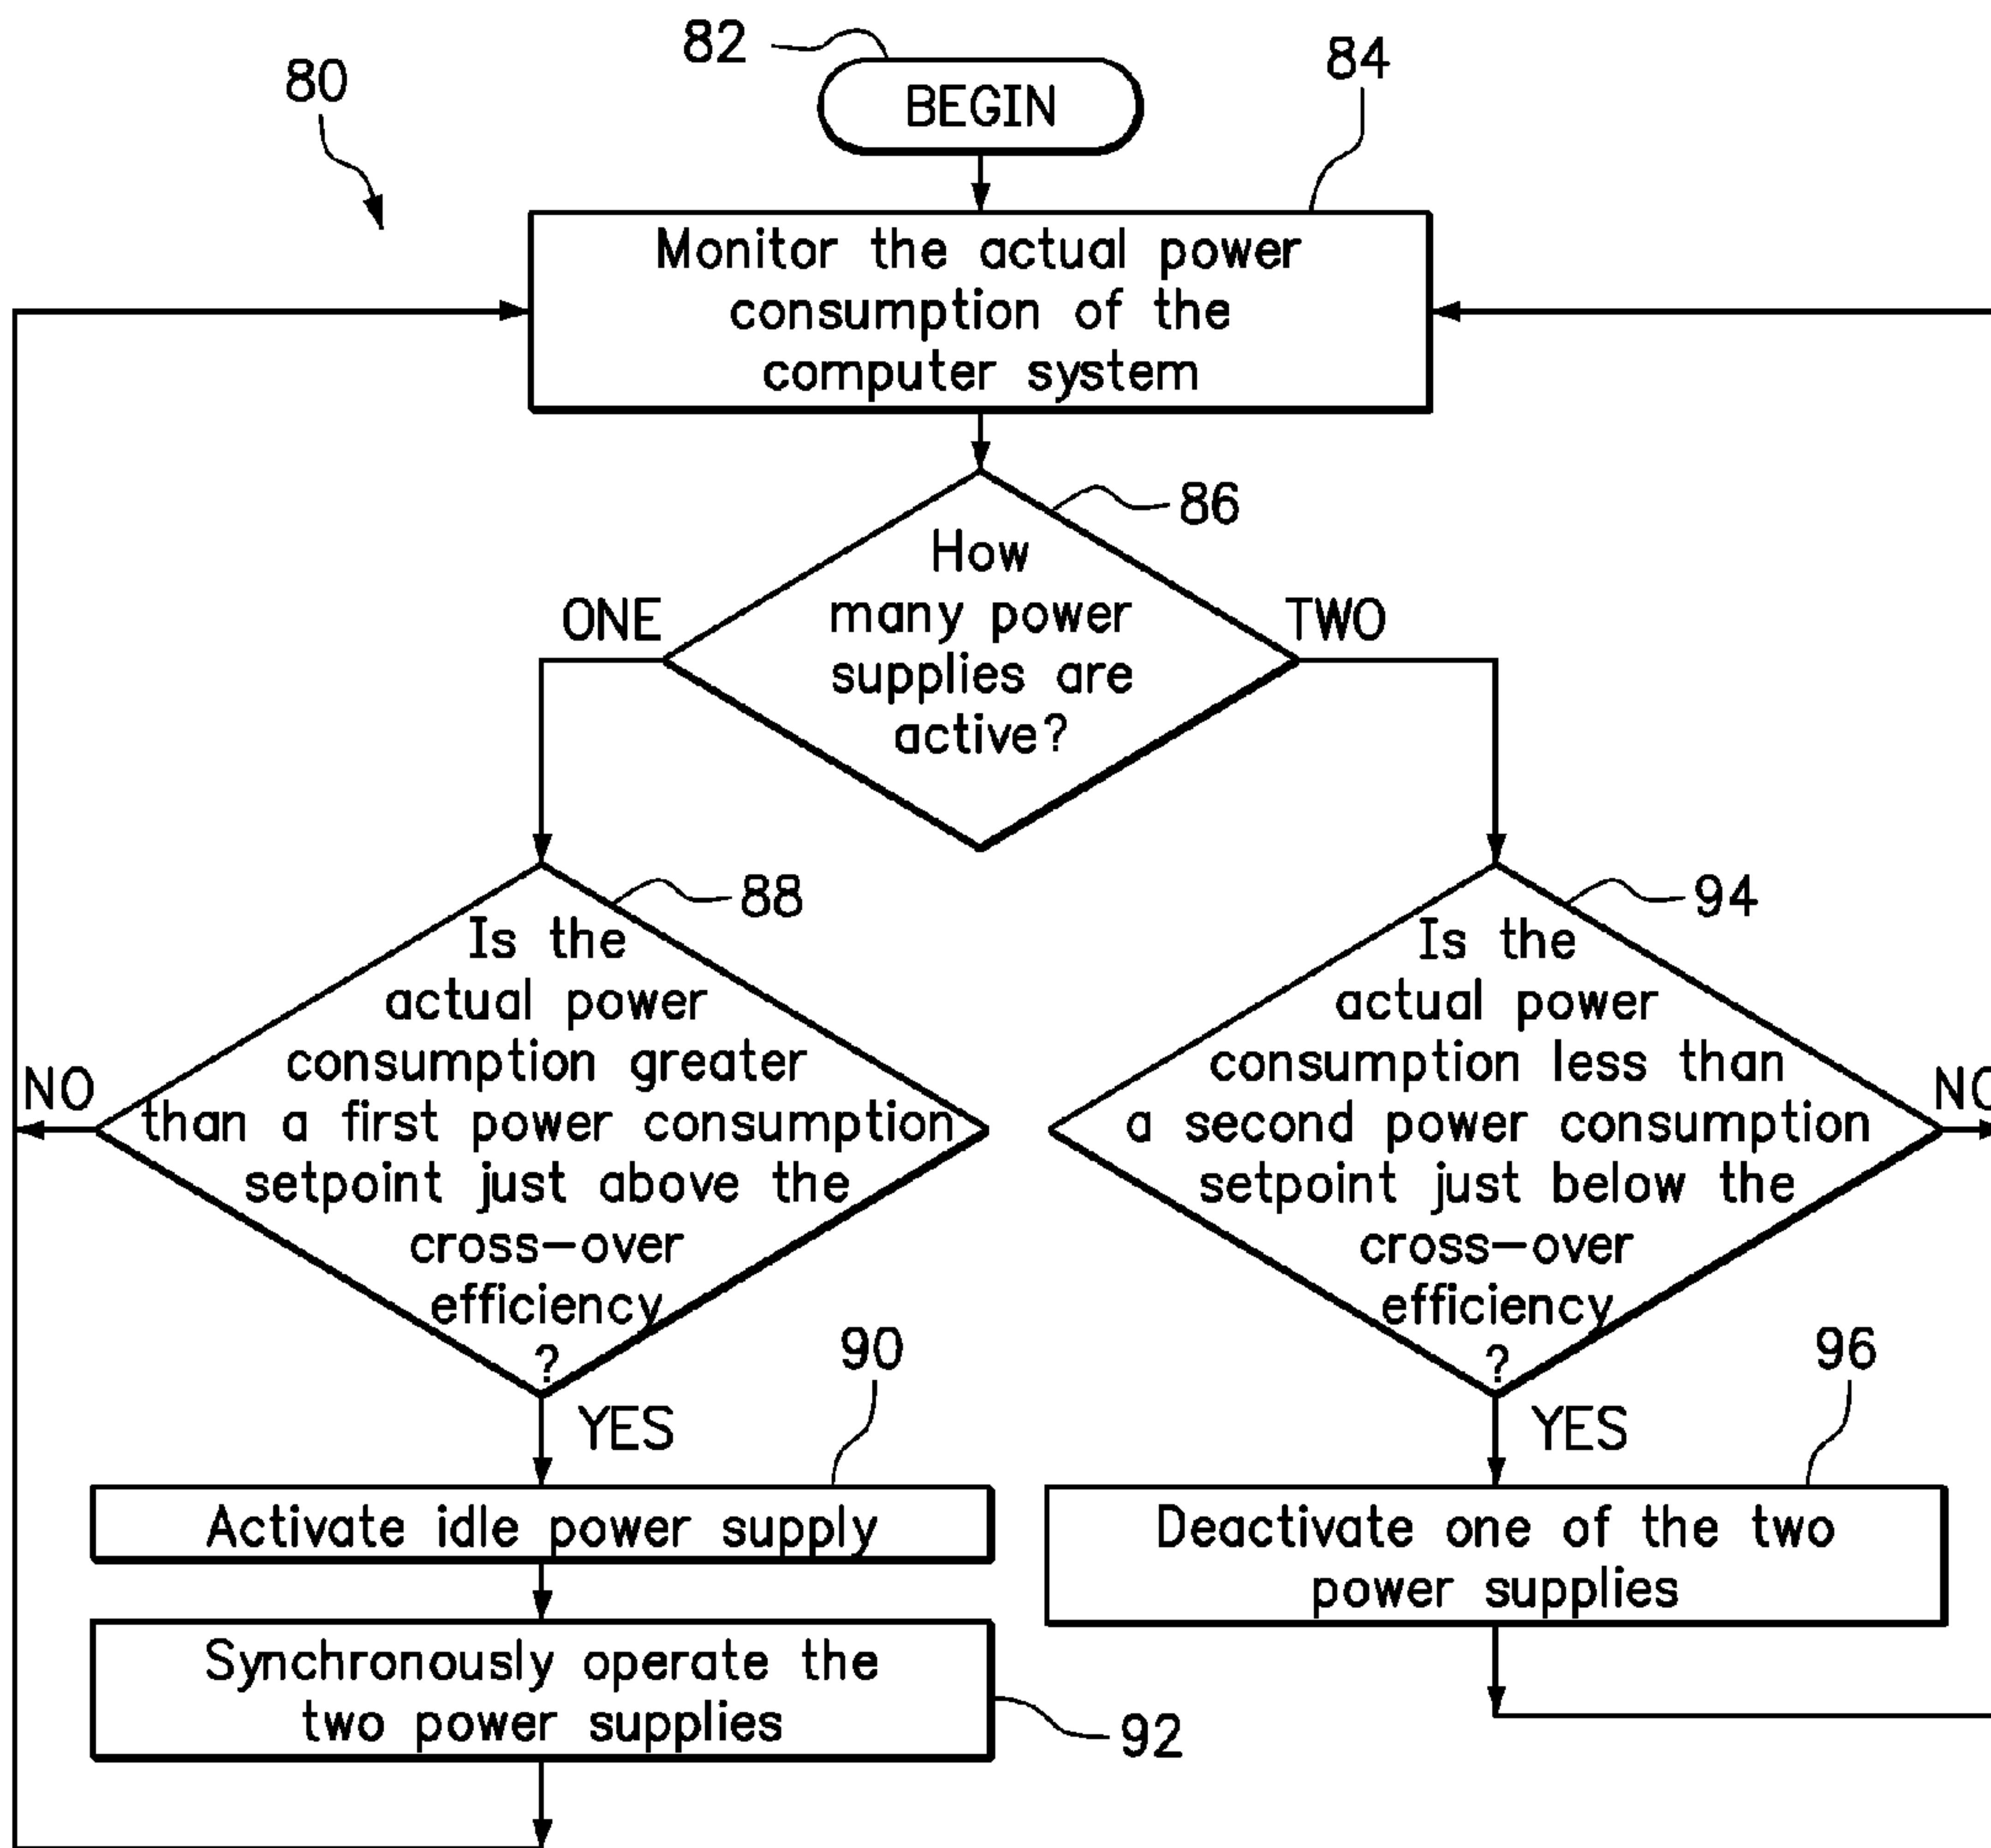 82
80
84
BEGIN
Monitor the actual power
consumption of the
computer system
86
How
many power
supplies are
active?
ONE
TWO
88
Is the
actual power
consumption greater
than a first power consumption
setpoint just above the
cross-over
efficiency
?
NO
YES
94
Is the
actual power
consumption less than
a second power consumption
setpoint just below the
cross-over
efficiency
?
NO
YES
90
Activate idle power supply
96
Deactivate one of the two
power supplies
Synchronously operate the
two power supplies
92